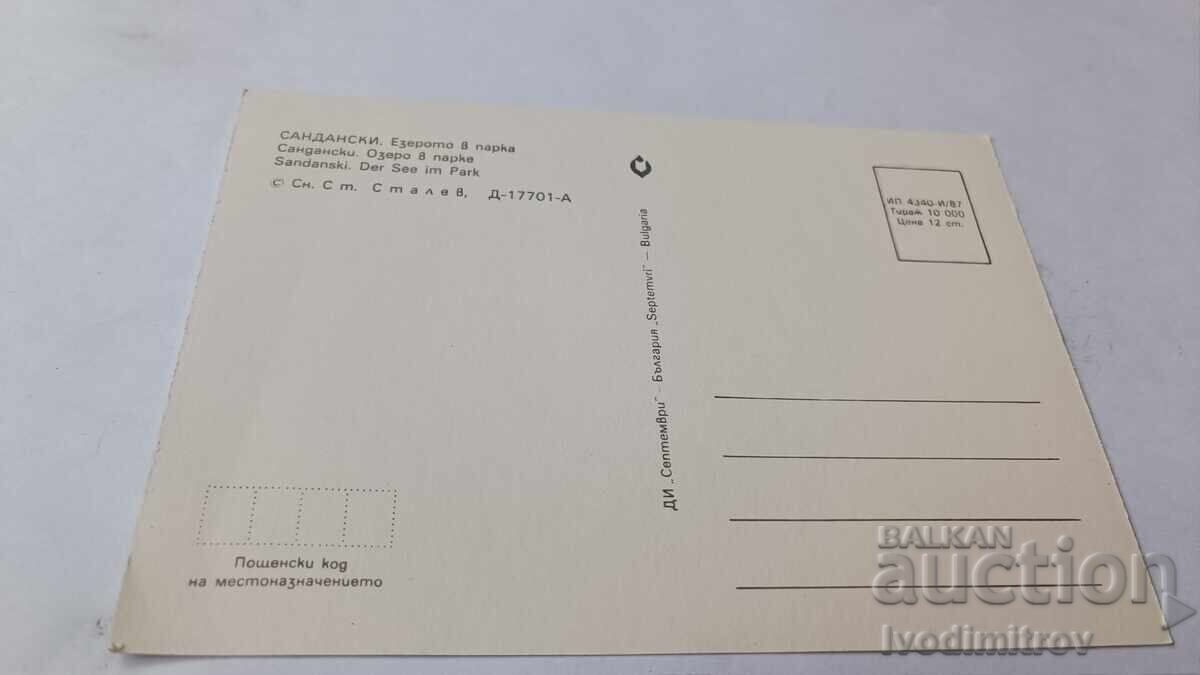 САНДАНСКИ. Езерото в парка
Сандански. Озеро в парке
Sandanski. Der See im Park
© Сн. Ст. Сталев, Д-17701-А
ИП 4340-И/87
Тираж 10 000
Цена 12 ст.
ДИ „Септември" - България „Septemvri" — Bulgaria
Пощенски код
на местоназначението
BALKAN
auction
Ivodimitrov